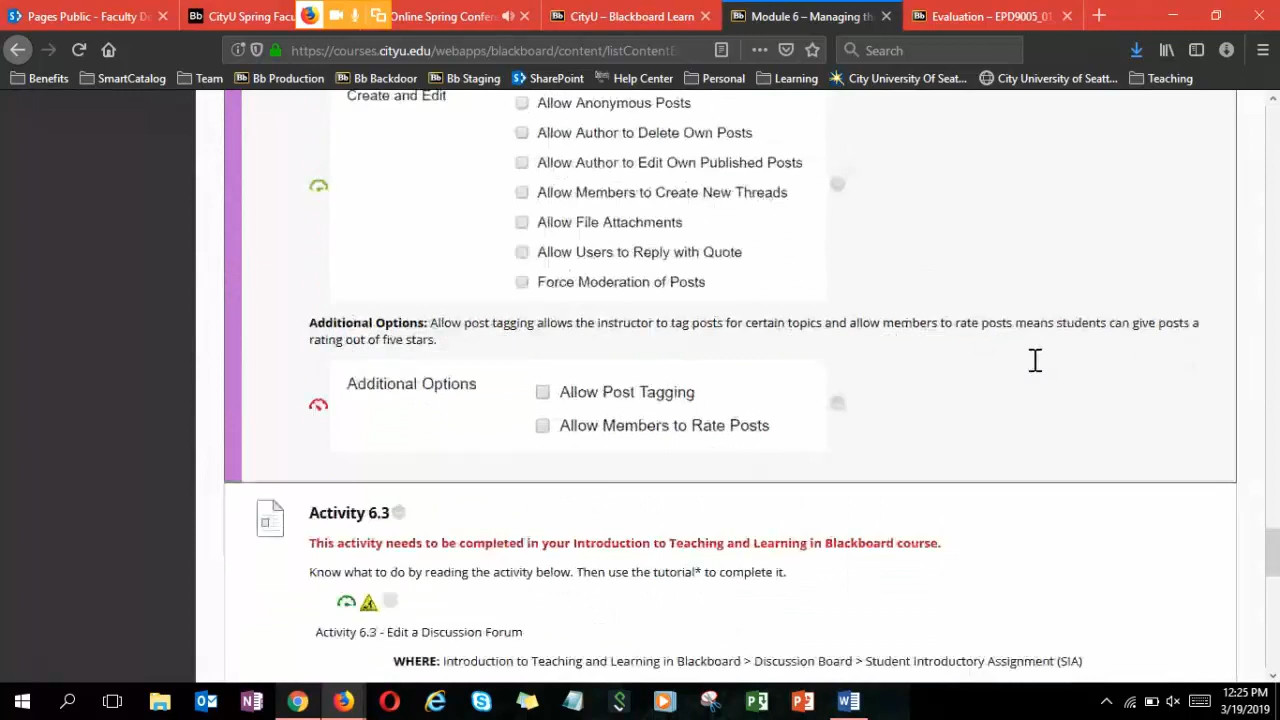 Pages Public - Faculty D
CityU Spring Facu
Online Spring Confe
CityU – Blackboard Learn
Module 6 – Managing th
Evaluation – EPD9005_01
https://courses.cityu.edu/webapps/blackboard/content/listContentE
Search
Benefits
SmartCatalog
Team
Bb Production
Bb Backdoor
Bb Staging
SharePoint
Help Center
Personal
Learning
City University Of Seatt...
City University of Seatt...
Teaching
Create and Edit
Allow Anonymous Posts
Allow Author to Delete Own Posts
Allow Author to Edit Own Published Posts
Allow Members to Create New Threads
Allow File Attachments
Allow Users to Reply with Quote
Force Moderation of Posts
Additional Options: Allow post tagging allows the instructor to tag posts for certain topics and allow members to rate posts means students can give posts a
rating out of five stars.
Additional Options
Allow Post Tagging
Allow Members to Rate Posts
Activity 6.3
This activity needs to be completed in your Introduction to Teaching and Learning in Blackboard course.
Know what to do by reading the activity below. Then use the tutorial* to complete it.
Activity 6.3 - Edit a Discussion Forum
WHERE: Introduction to Teaching and Learning in Blackboard > Discussion Board > Student Introductory Assignment (SIA)
12:25 PM
3/19/2019